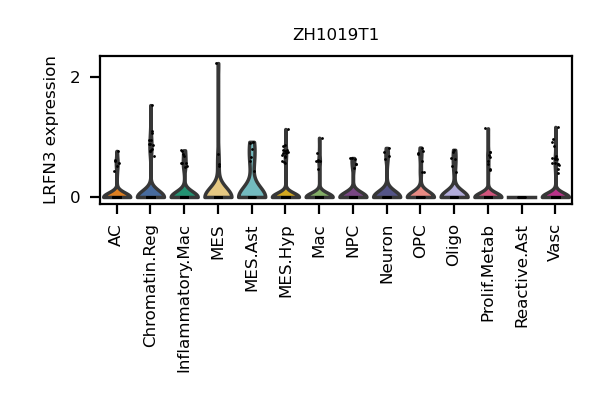 ZH1019T1
LRFN3 expression
2
0
AC
Chromatin.Reg
Inflammatory.Mac
MES
MES.Ast
MES.Hyp
Mac
NPC
Neuron
OPC
Oligo
Prolif.Metab
Reactive.Ast
Vasc